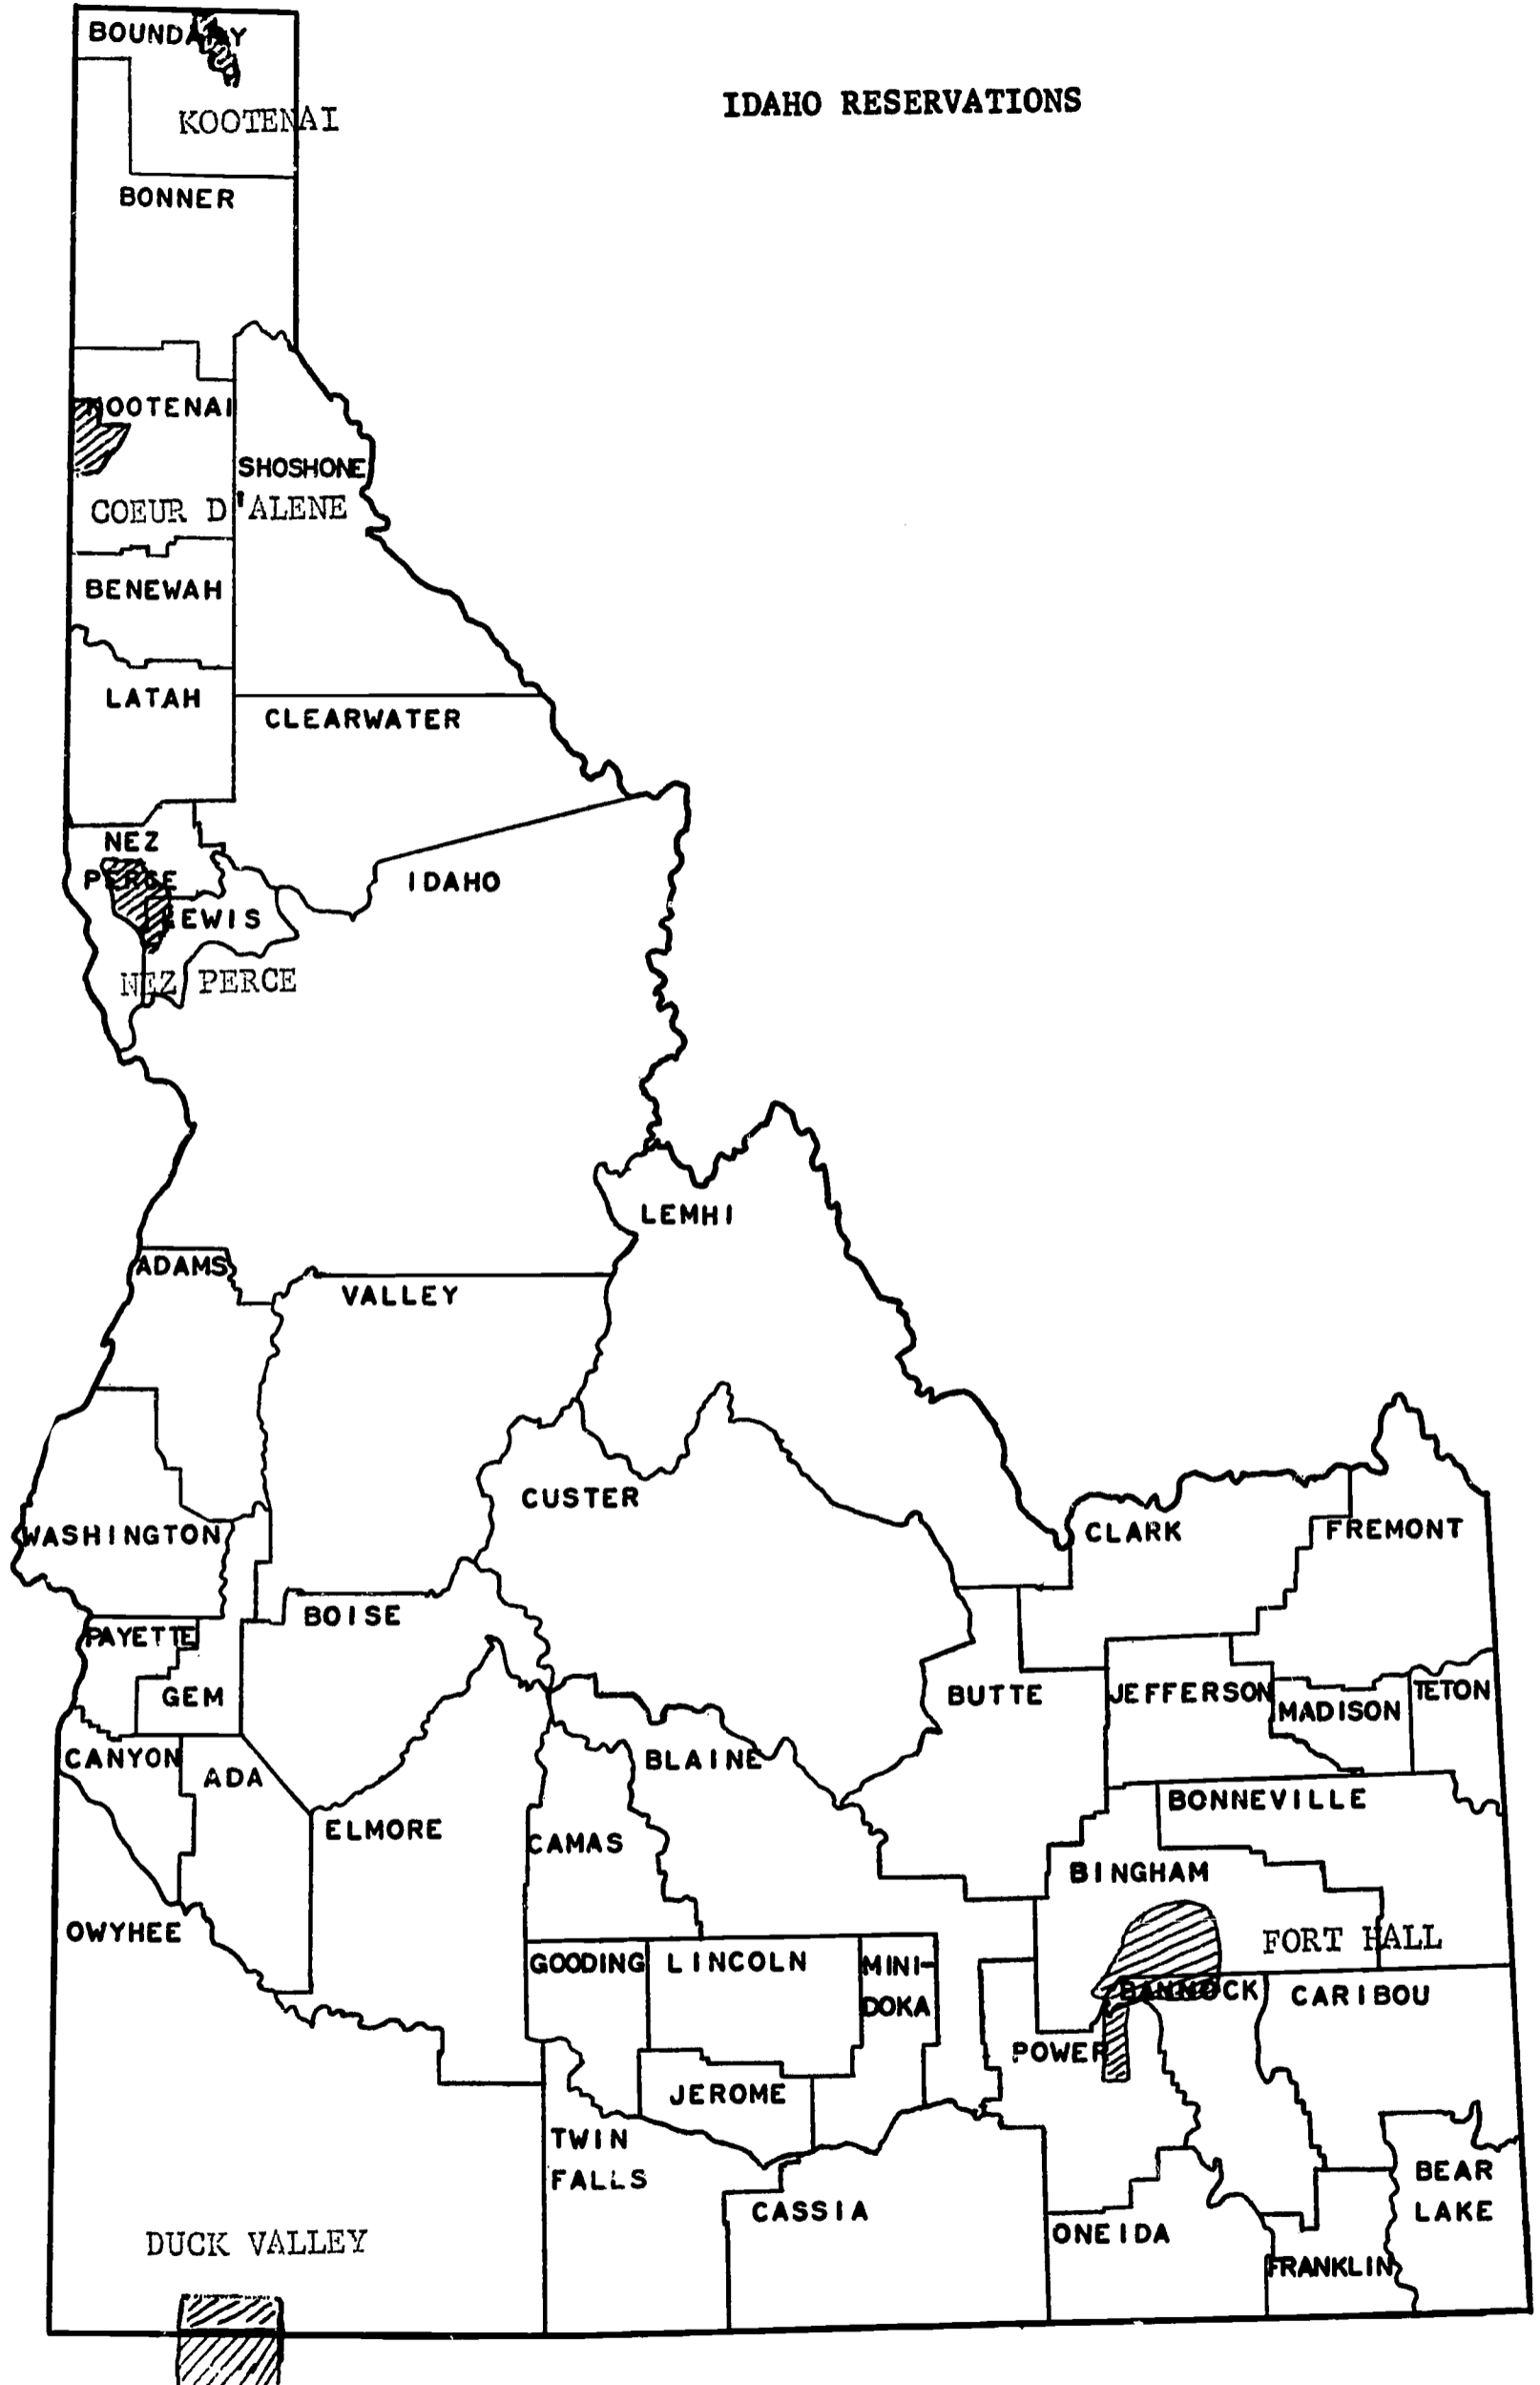 BOUNDARY
IDAHO RESERVATIONS
KOOTENAI
BONNER
KOOTENAI
SHOSHONE
COEUR D'ALENE
BENEWAH
LATAH
CLEARWATER
NEZ
PERCE
IDAHO
LEWIS
NEZ PERCE
LEMHI
ADAMS
VALLEY
CUSTER
WASHINGTON
CLARK
FREMONT
BOISE
PAYETTE
GEM
BUTTE
JEFFERSON
MADISON
TETON
CANYON
ADA
BLAINE
BONNEVILLE
ELMORE
CAMAS
BINGHAM
OWYHEE
FORT HALL
GOODING
LINCOLN
MINI-
DOKA
BANNOCK
CARIBOU
POWER
JEROME
TWIN
FALLS
BEAR
LAKE
CASSIA
ONEIDA
DUCK VALLEY
FRANKLIN